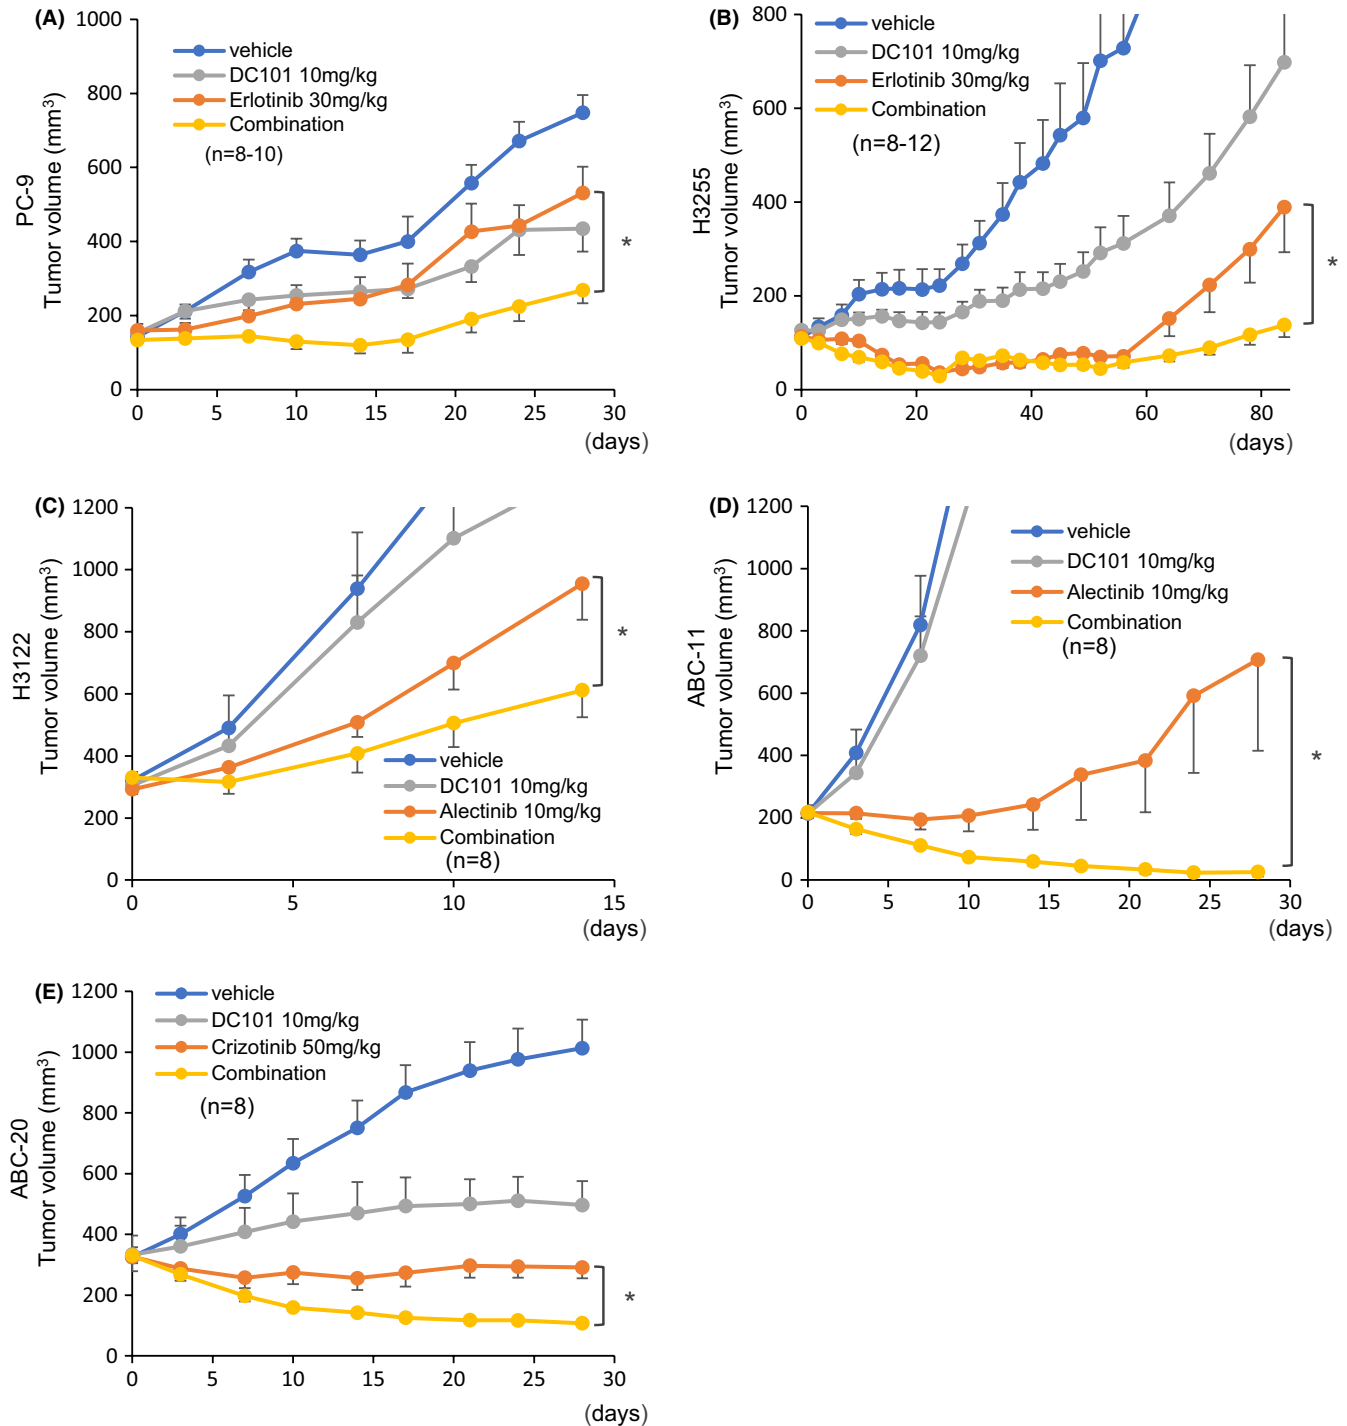 (A)
PC-9
Tumor volume (mm³)
1000
800
600
400
200
0
vehicle
DC101 10mg/kg
Erlotinib 30mg/kg
Combination
(n=8-10)
*
0 5 10 15 20 25 30
(days)
(B)
H3255
Tumor volume (mm³)
800
600
400
200
0
vehicle
DC101 10mg/kg
Erlotinib 30mg/kg
Combination
(n=8-12)
*
0 20 40 60 80
(days)
(C)
H3122
Tumor volume (mm³)
1200
1000
800
600
400
200
0
*
vehicle
DC101 10mg/kg
Alectinib 10mg/kg
Combination
(n=8)
0 5 10 15
(days)
(D)
ABC-11
Tumor volume (mm³)
1200
1000
800
600
400
200
0
vehicle
DC101 10mg/kg
Alectinib 10mg/kg
Combination
(n=8)
*
0 5 10 15 20 25 30
(days)
(E)
ABC-20
Tumor volume (mm³)
1200
1000
800
600
400
200
0
vehicle
DC101 10mg/kg
Crizotinib 50mg/kg
Combination
(n=8)
*
0 5 10 15 20 25 30
(days)